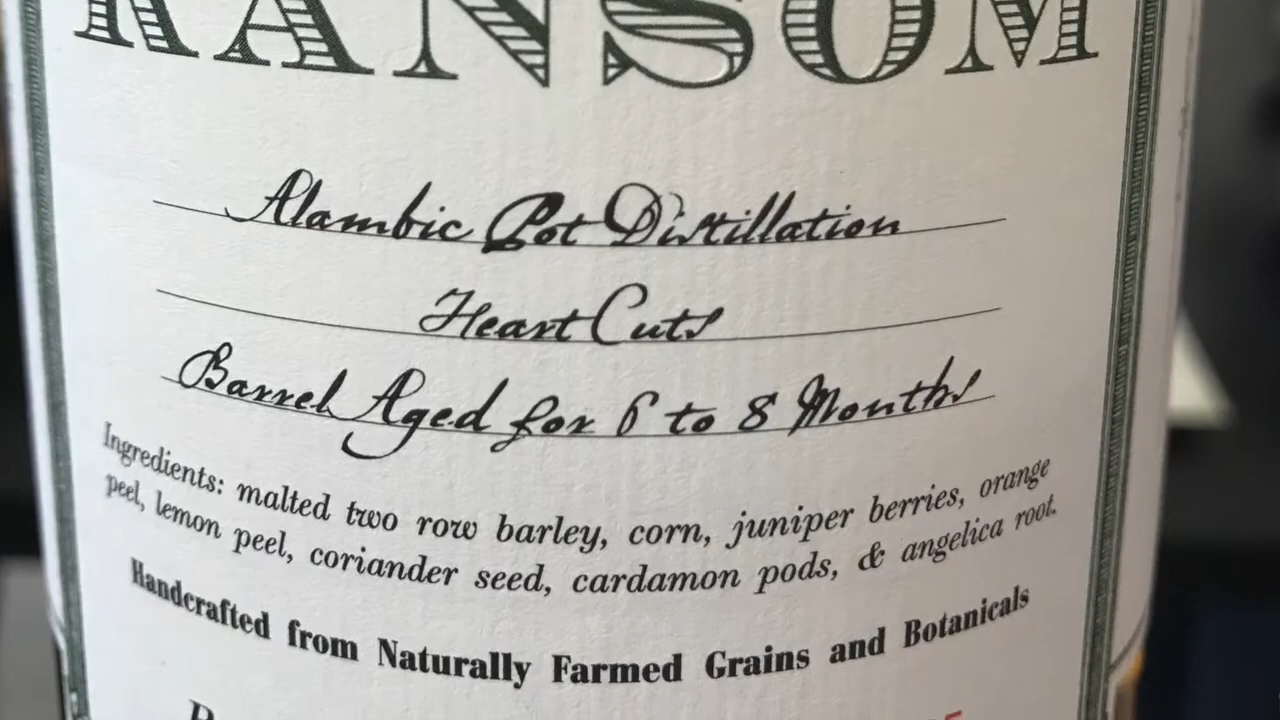 RANSOM
Alambic Pot Distillation
Heart Cuts
Barrel Aged for 6 to 8 Months
Ingredients: malted two row barley, corn, juniper berries, orange
peel, lemon peel, coriander seed, cardamon pods, & angelica root.
Handcrafted from Naturally Farmed Grains and Botanicals